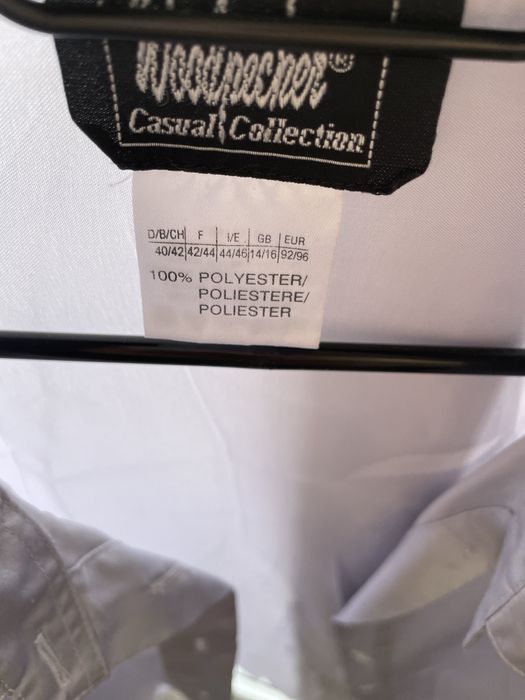 Woodpecker®
Casual Collection
D/B/CH F I/E GB EUR
40/42 42/44 44/46 14/16 92/96
100% POLYESTER/
POLIESTERE/
POLIESTER